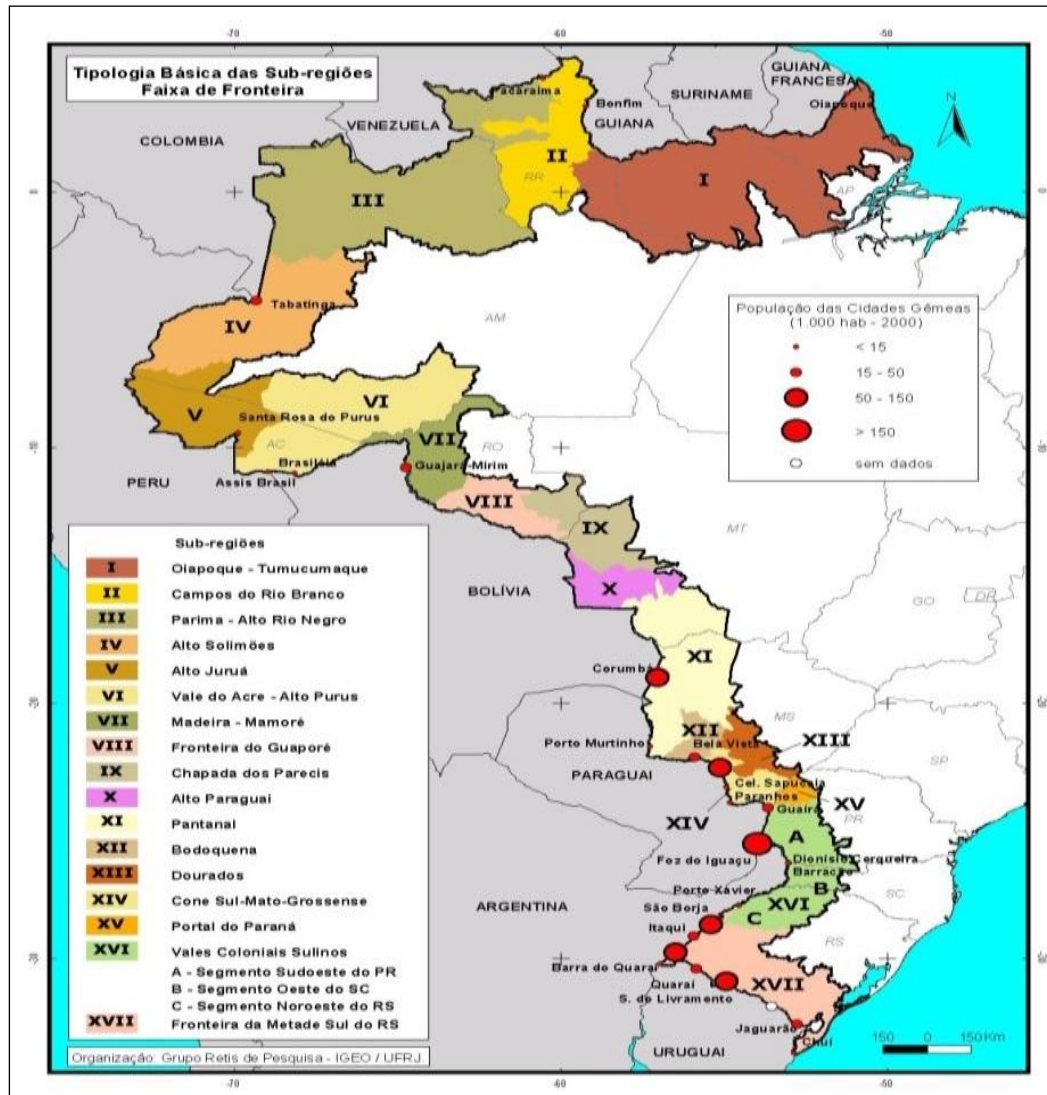 -70
-60
-50
Tipologia Básica das Sub-regiões
Faixa de Fronteira
GUIANA
FRANCESA
SURINAME
Oiapoque
N
Pacaraima
Bonfim
GUIANA
VENEZUELA
COLOMBIA
II
RR
I
AP
0
0
III
Tabatinga
AM
IV
População das Cidades Gêmeas
(1.000 hab - 2000)
< 15
15 - 50
50 - 150
> 150
sem dados
V
VI
Santa Rosa do Purus
AC
VII
RO
-10
-10
Brasiléia
Guajará-Mirim
PERU
Assis Brasil
VIII
IX
MT
BOLÍVIA
X
GO
DF
XI
Corumbá
-20
-20
MS
XII
Porto Murtinho
Bela Vista
XIII
SP
PARAGUAI
Cel. Sapucaia
Paranhos
XV
XIV
Guaíra
PR
A
Foz do Iguaçu
Dionísio Cerqueira
Barracão
B
SC
Porto Xavier
ARGENTINA
São Borja
XVI
C
Itaqui
RS
-30
-30
Barra do Quaraí
XVII
Quaraí
S. de Livramento
Jaguarão
Chuí
URUGUAI
150 0 150Km
Sub-regiões
I Oiapoque - Tumucumaque
II Campos do Rio Branco
III Parima - Alto Rio Negro
IV Alto Solimões
V Alto Juruá
VI Vale do Acre - Alto Purus
VII Madeira - Mamoré
VIII Fronteira do Guaporé
IX Chapada dos Parecis
X Alto Paraguai
XI Pantanal
XII Bodoquena
XIII Dourados
XIV Cone Sul-Mato-Grossense
XV Portal do Paraná
XVI Vales Coloniais Sulinos
A - Segmento Sudoeste do PR
B - Segmento Oeste do SC
C - Segmento Noroeste do RS
XVII Fronteira da Metade Sul do RS
Organização: Grupo Retis de Pesquisa - IGEO / UFRJ.
-70
-60
-50